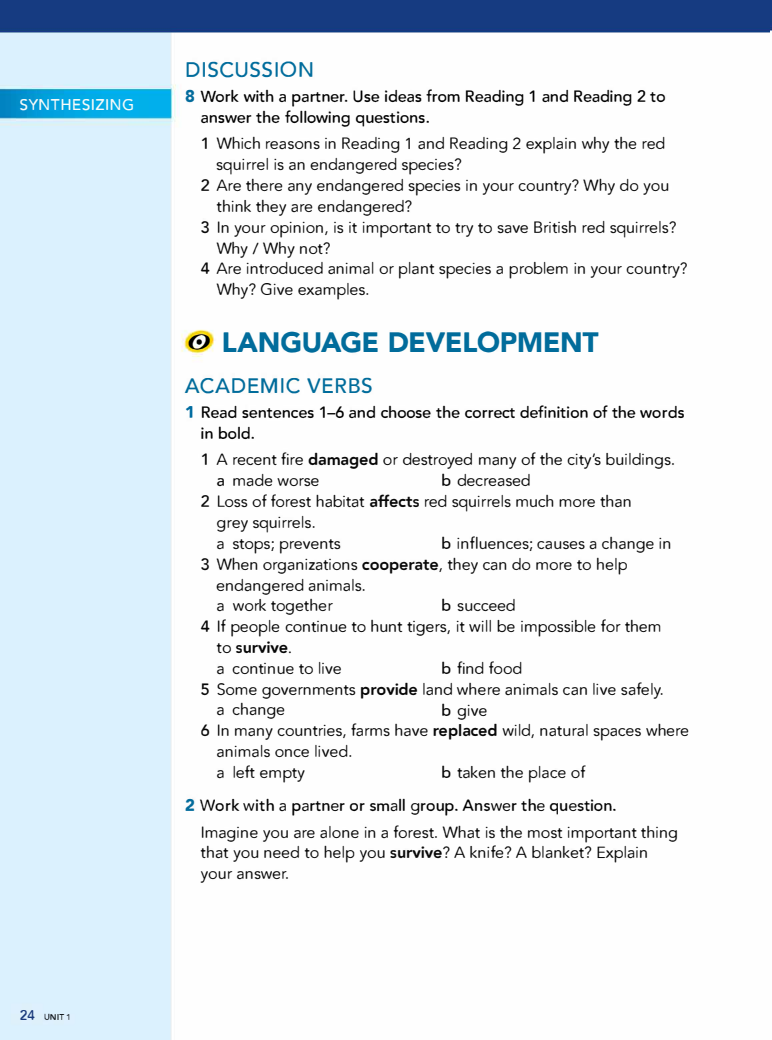 DISCUSSION
SYNTHESIZING
8 Work with a partner. Use ideas from Reading 1 and Reading 2 to
answer the following questions.
1 Which reasons in Reading 1 and Reading 2 explain why the red
squirrel is an endangered species?
2 Are there any endangered species in your country? Why do you
think they are endangered?
3 In your opinion, is it important to try to save British red squirrels?
Why / Why not?
4 Are introduced animal or plant species a problem in your country?
Why? Give examples.
LANGUAGE DEVELOPMENT
ACADEMIC VERBS
1 Read sentences 1–6 and choose the correct definition of the words
in bold.
1 A recent fire damaged or destroyed many of the city's buildings.
a made worse b decreased
2 Loss of forest habitat affects red squirrels much more than
grey squirrels.
a stops; prevents b influences; causes a change in
3 When organizations cooperate, they can do more to help
endangered animals.
a work together b succeed
4 If people continue to hunt tigers, it will be impossible for them
to survive.
a continue to live b find food
5 Some governments provide land where animals can live safely.
a change b give
6 In many countries, farms have replaced wild, natural spaces where
animals once lived.
a left empty b taken the place of
2 Work with a partner or small group. Answer the question.
Imagine you are alone in a forest. What is the most important thing
that you need to help you survive? A knife? A blanket? Explain
your answer.
24 UNIT 1